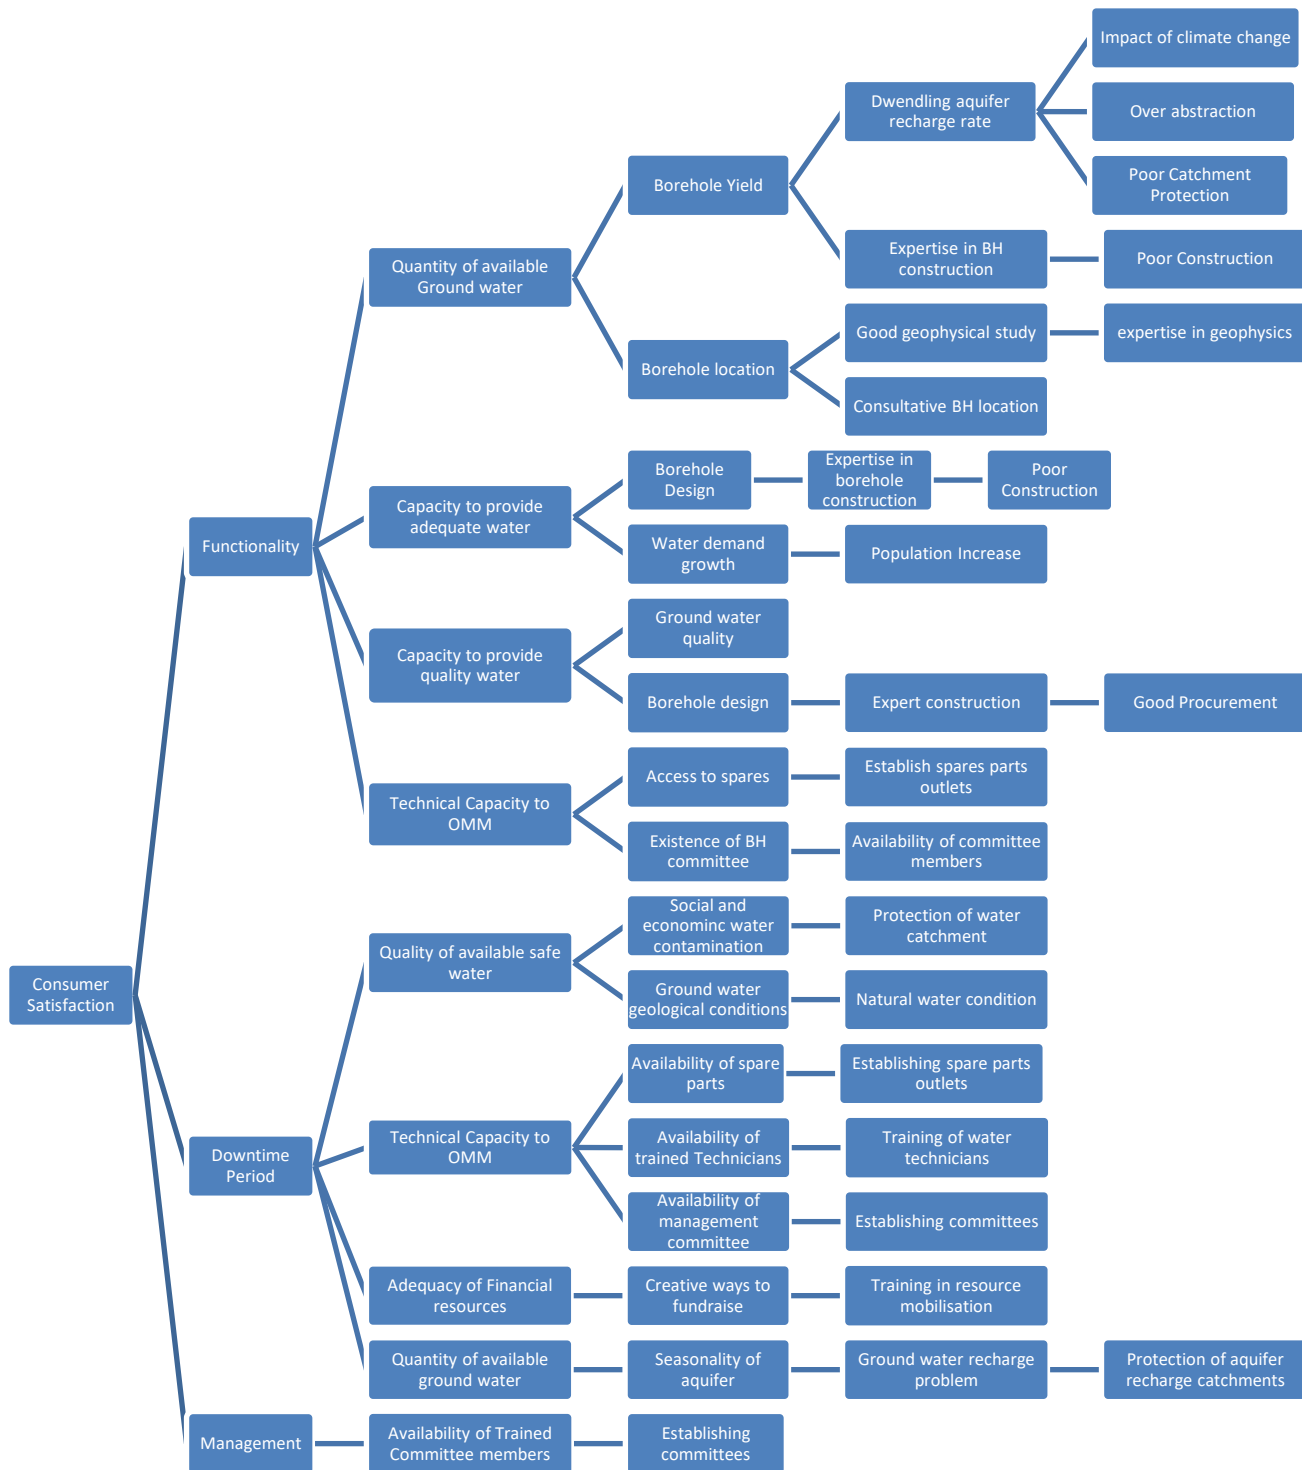 Impact of climate change
Dwendling aquifer
recharge rate
Over abstraction
Poor Catchment
Protection
Borehole Yield
Expertise in BH
construction
Poor Construction
Quantity of available
Ground water
Good geophysical study
expertise in geophysics
Borehole location
Consultative BH location
Borehole
Design
Expertise in
borehole
construction
Poor
Construction
Capacity to provide
adequate water
Water demand
growth
Population Increase
Functionality
Ground water
quality
Capacity to provide
quality water
Borehole design
Expert construction
Good Procurement
Access to spares
Establish spares parts
outlets
Technical Capacity to
OMM
Existence of BH
committee
Availability of committee
members
Social and
econominc water
contamination
Protection of water
catchment
Quality of available safe
water
Ground water
geological conditions
Natural water condition
Consumer
Satisfaction
Availability of spare
parts
Establishing spare parts
outlets
Downtime
Period
Technical Capacity to
OMM
Availability of
trained Technicians
Training of water
technicians
Availability of
management
committee
Establishing committees
Adequacy of Financial
resources
Creative ways to
fundraise
Training in resource
mobilisation
Quantity of available
ground water
Seasonality of
aquifer
Ground water recharge
problem
Protection of aquifer
recharge catchments
Management
Availability of Trained
Committee members
Establishing
committees